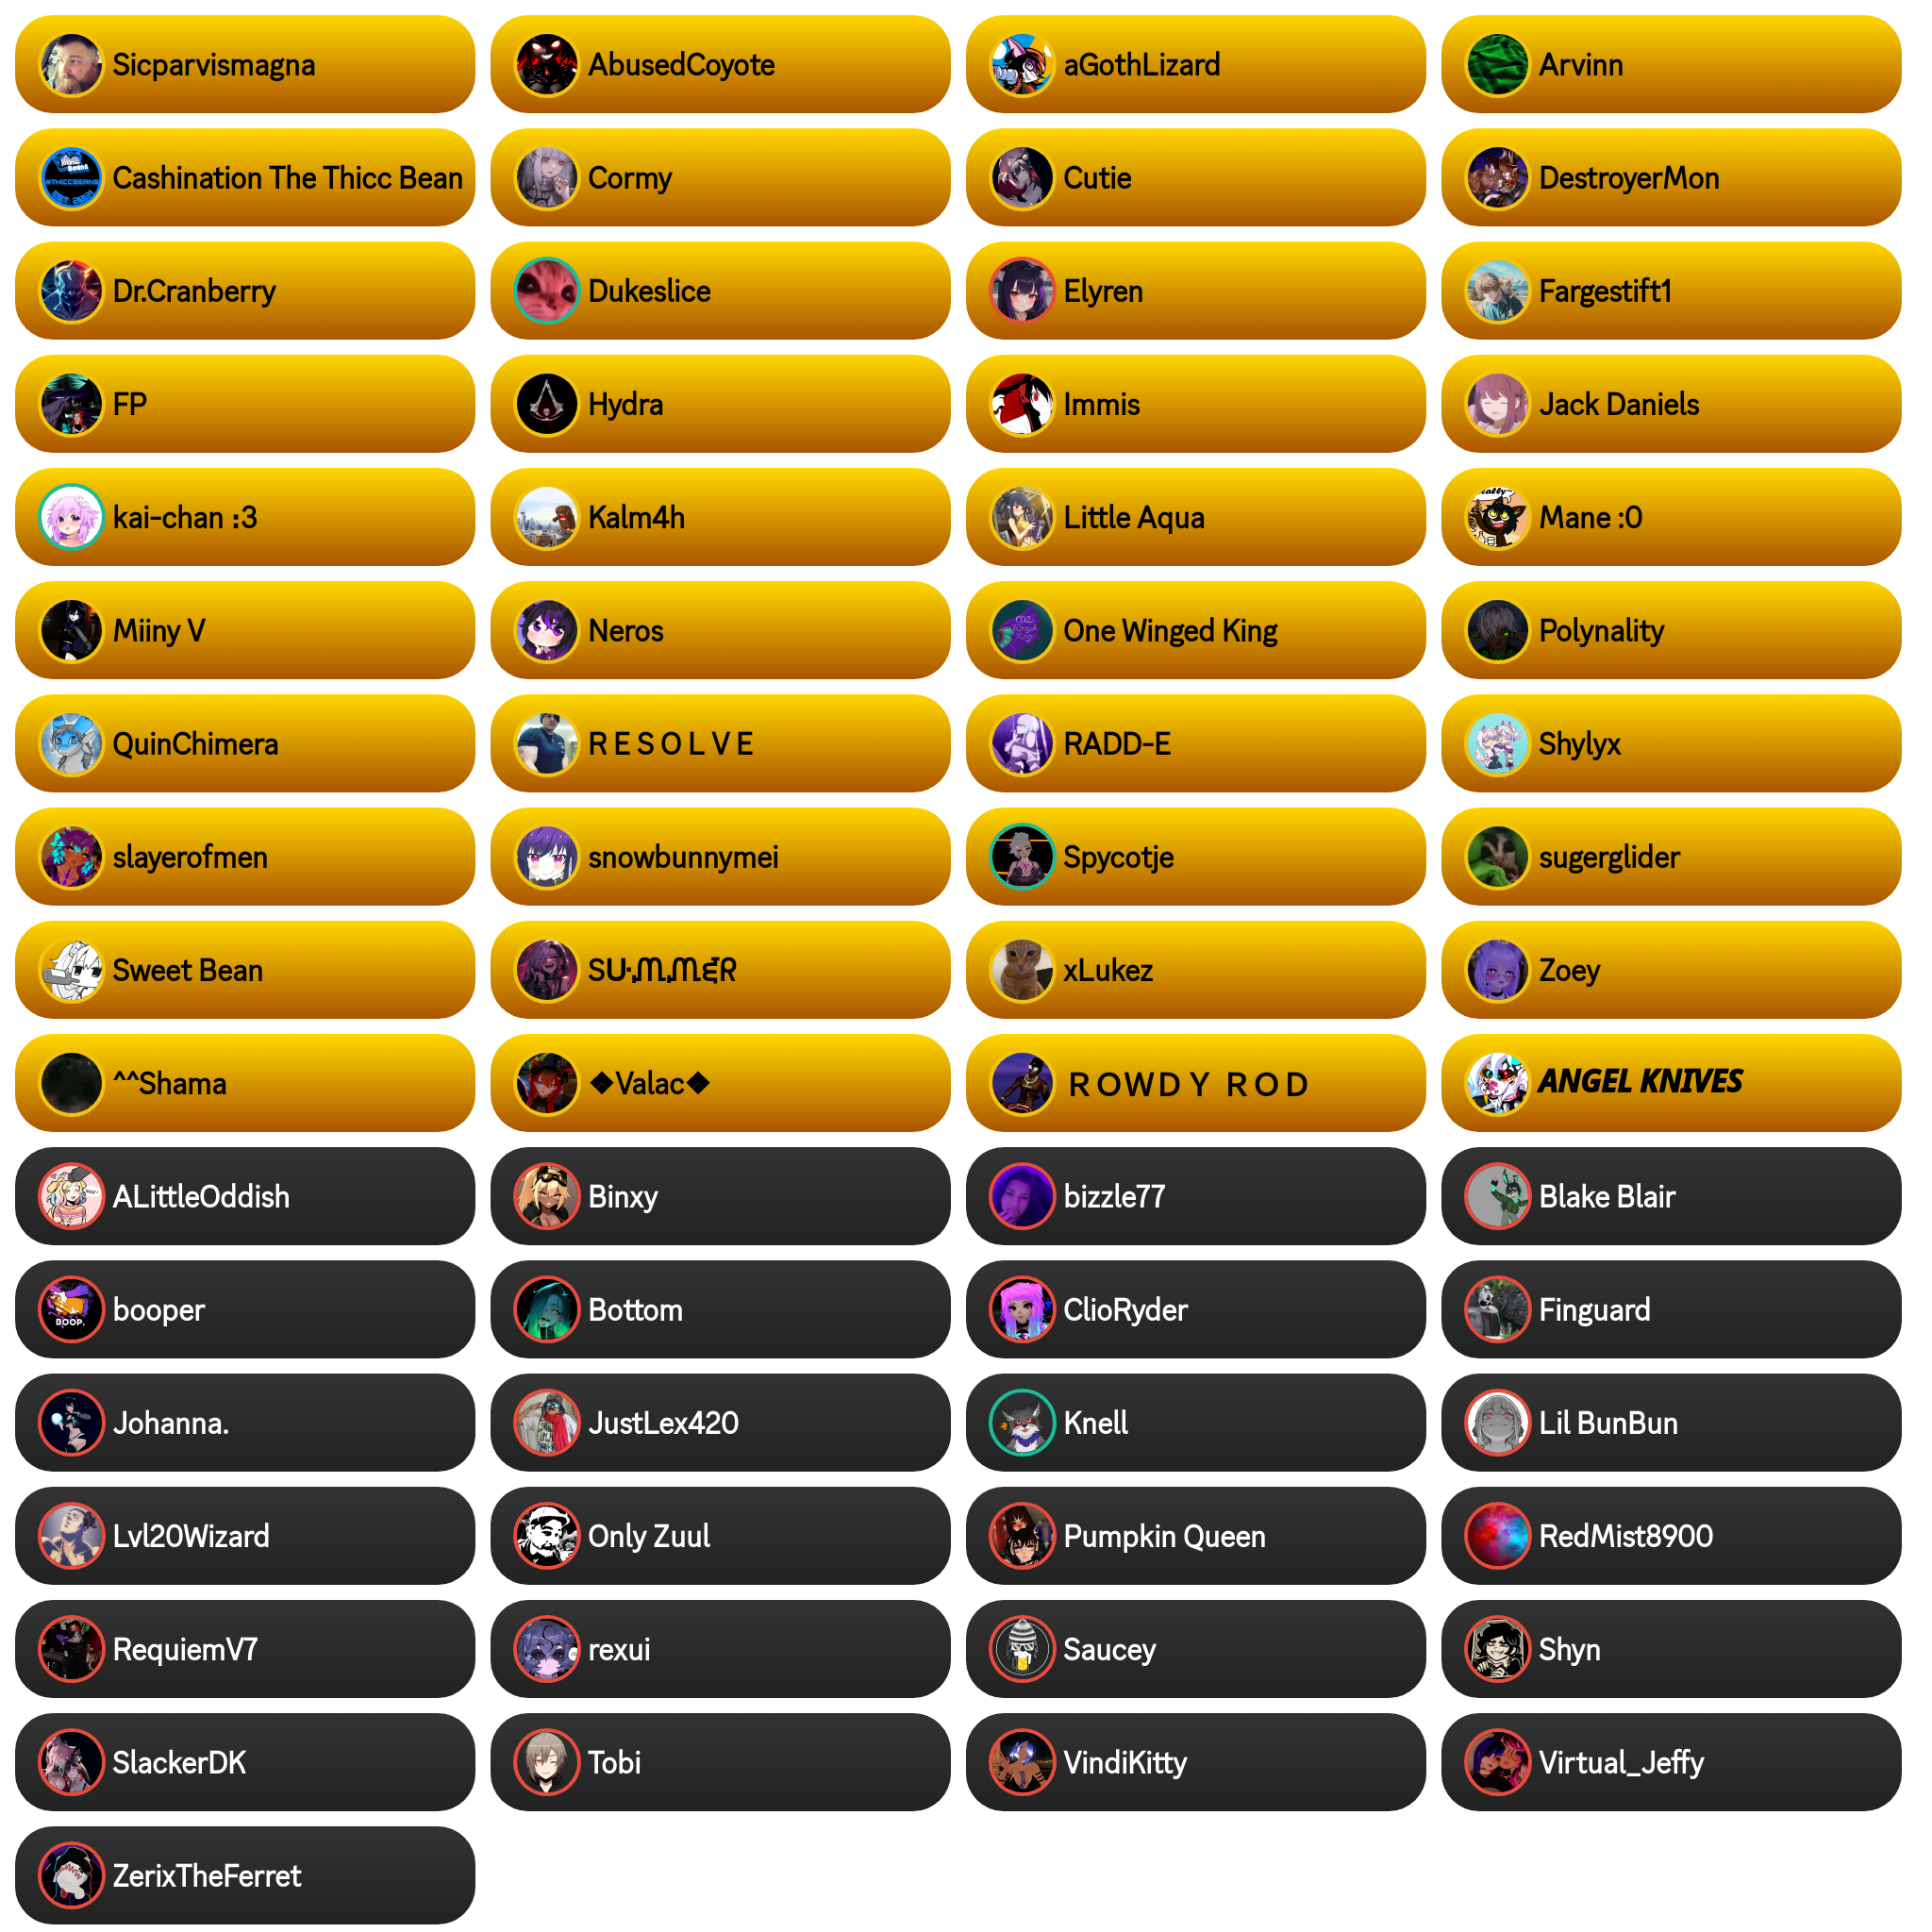 Sicparvismagna
AbusedCoyote
aGothLizard
Arvinn
Cashination The Thicc Bean
Cormy
Cutie
DestroyerMon
Dr.Cranberry
Dukeslice
Elyren
Fargestift1
FP
Hydra
Immis
Jack Daniels
kai-chan :3
Kalm4h
Little Aqua
Mane :0
Miiny V
Neros
One Winged King
Polynality
QuinChimera
R E S O L V E
RADD-E
Shylyx
slayerofmen
snowbunnymei
Spycotje
sugerglider
Sweet Bean
xLukez
Zoey
^^Shama
❖Valac❖
R O W D Y R O D
ANGEL KNIVES
ALittleOddish
Binxy
bizzle77
Blake Blair
booper
BOOP.
Bottom
ClioRyder
Finguard
Johanna.
JustLex420
Knell
Lil BunBun
Lvl20Wizard
Only Zuul
Pumpkin Queen
RedMist8900
RequiemV7
rexui
Saucey
Shyn
SlackerDK
Tobi
VindiKitty
Virtual_Jeffy
ZerixTheFerret